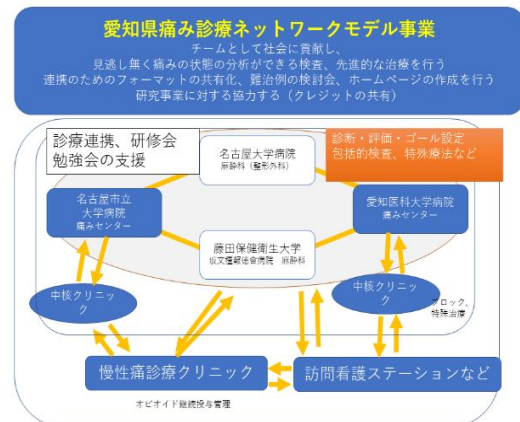 愛知県痛み診療ネットワークモデル事業
チームとして社会に貢献し、
見逃し無く痛みの状態の分析ができる検査、先進的な治療を行う
連携のためのフォーマットの共有化、難治例の検討会、ホームページの作成を行う
研究事業に対する協力する（クレジットの共有）
診療連携、研修会
勉強会の支援
名古屋大学病院
麻酔科（整形外科）
診断・評価・ゴール設定
包括的検査、特殊療法など
名古屋市立
大学病院
痛みセンター
愛知医科大学病院
痛みセンター
藤田保健衛生大学
坂文種報徳會病院　麻酔科
中核クリニッ
ク
中核クリニッ
ク
ブロック、
特殊治療
慢性痛診療クリニック
訪問看護ステーションなど
オピオイド継続投与管理